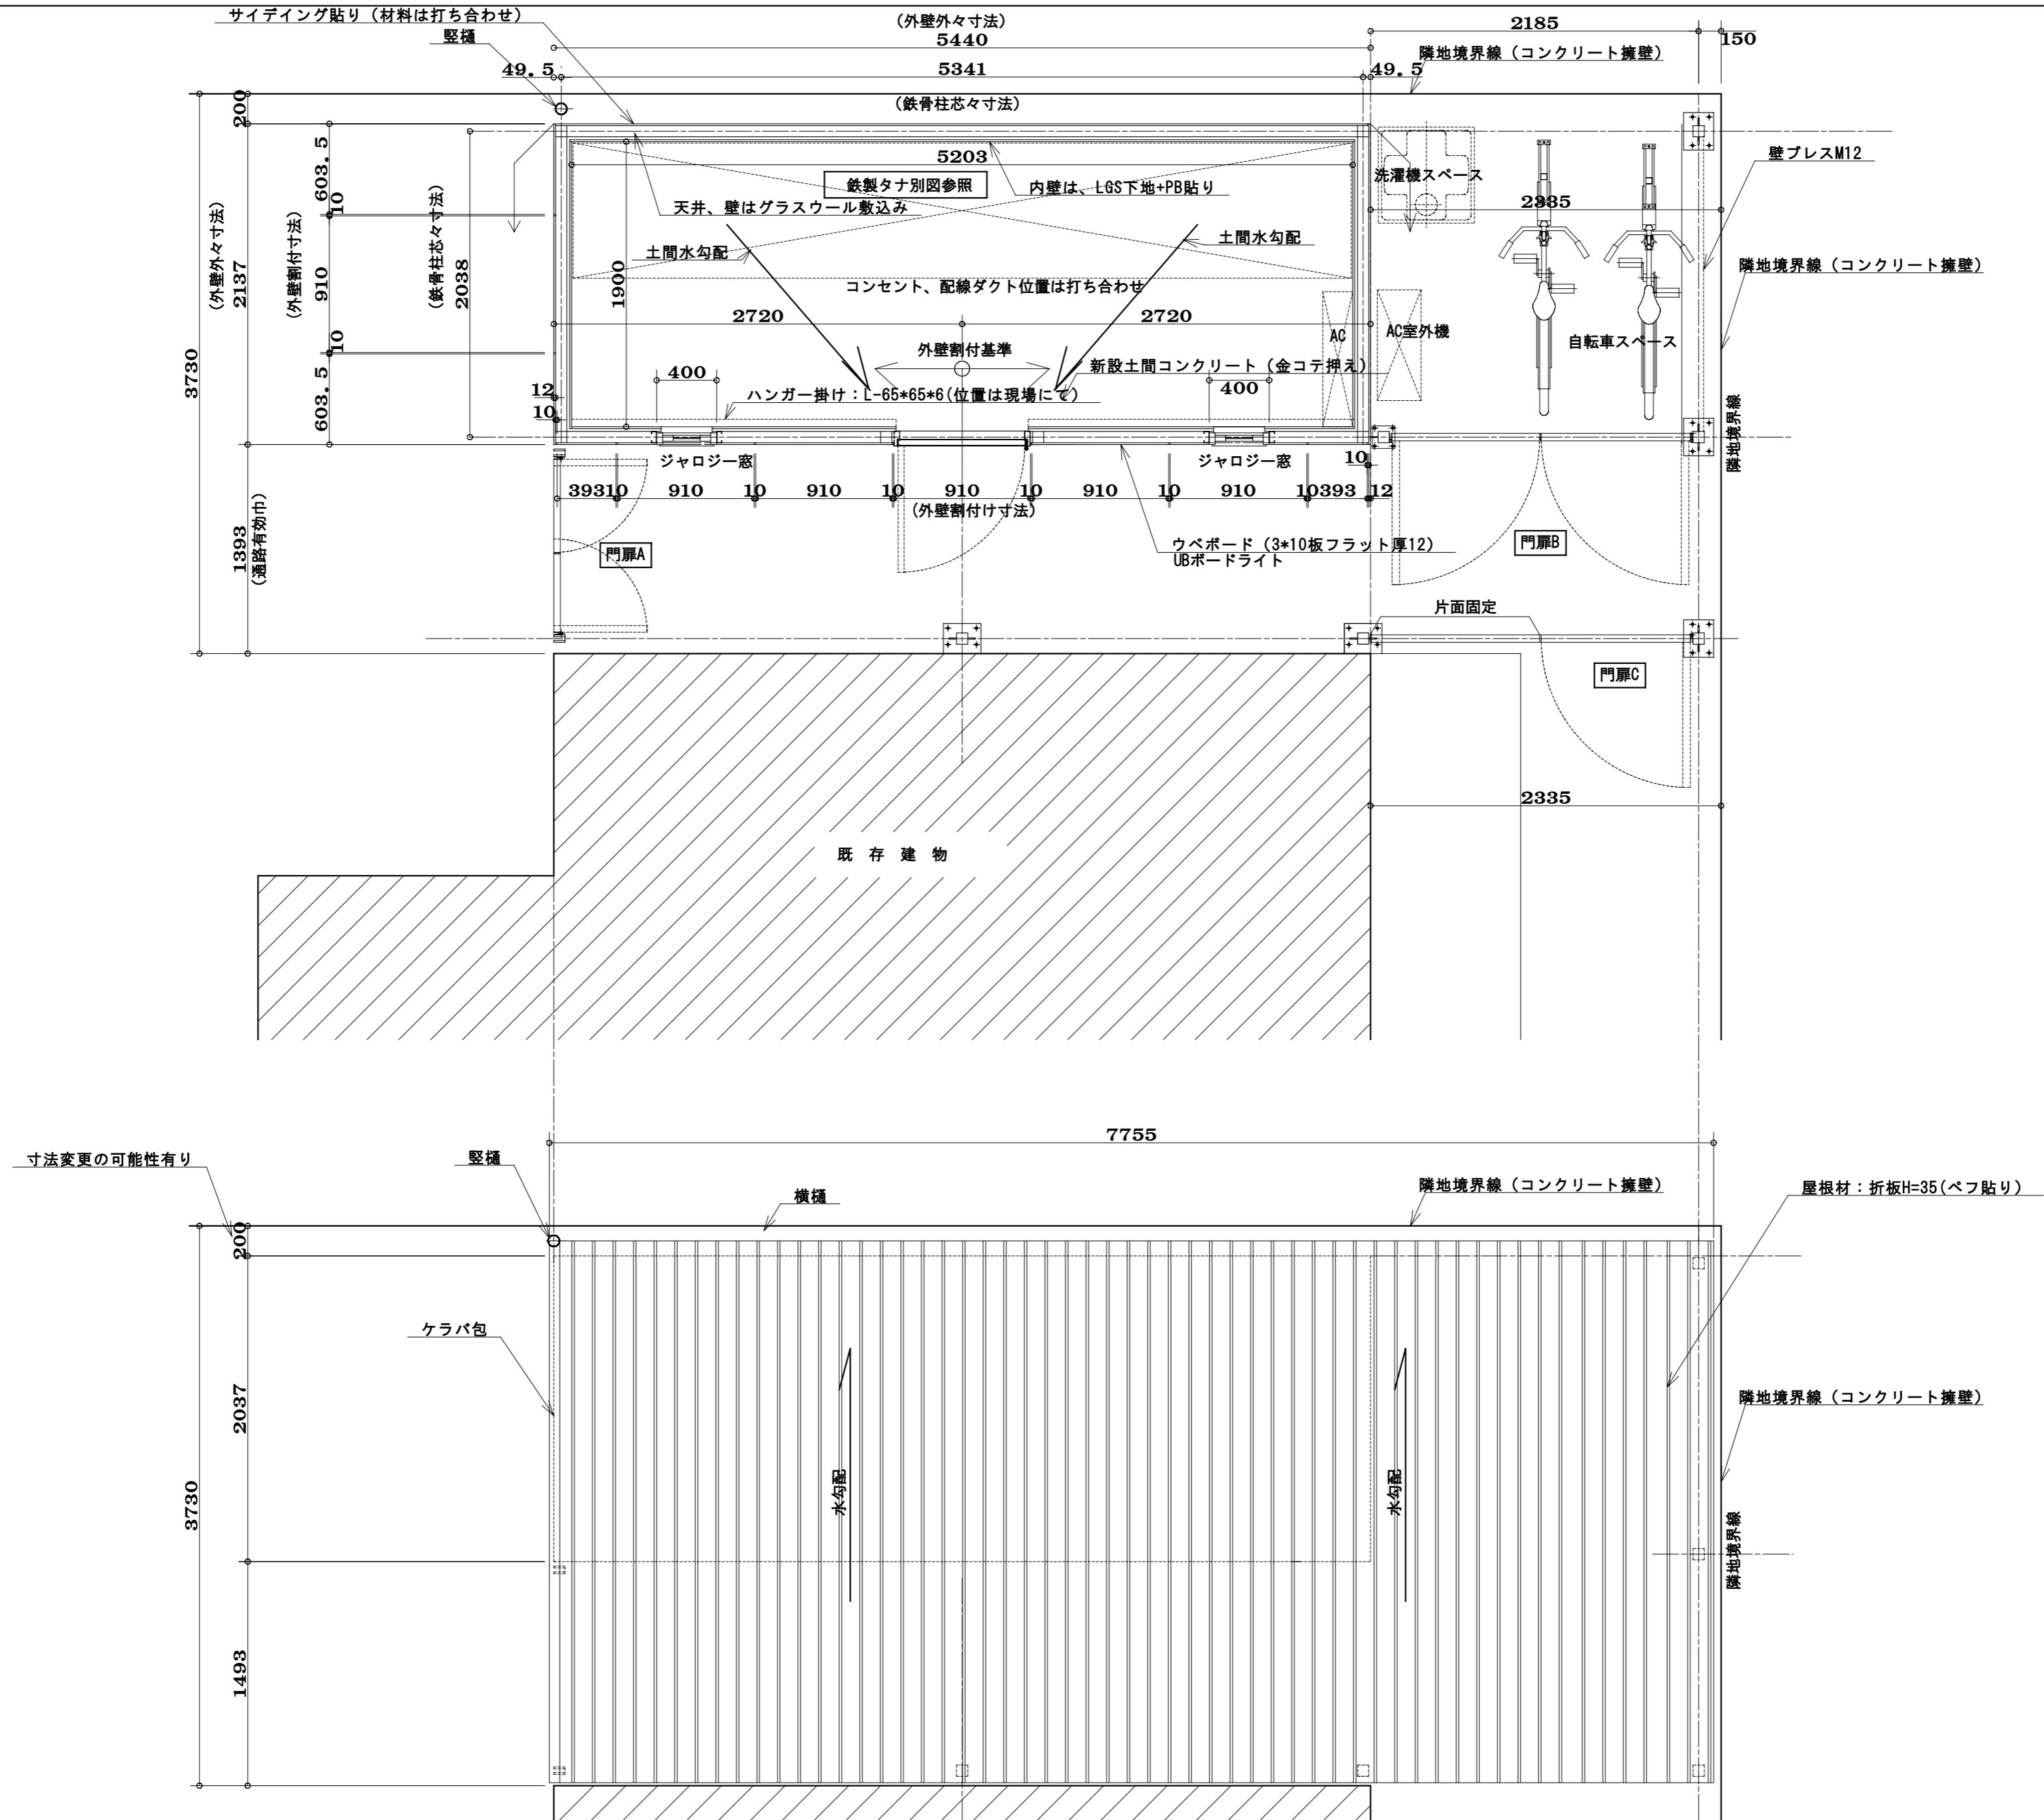 サイデイング貼り（材料は打ち合わせ）
竪樋
(外壁外々寸法)
5440
2185
150
隣地境界線（コンクリート擁壁）
49.5
5341
49.5
(鉄骨柱芯々寸法)
200
603.5
10
910
10
603.5
(外壁外々寸法)
2137
(外壁割付寸法)
(鉄骨柱芯々寸法)
2038
3730
1393
(通路有効巾)
5203
鉄製タナ別図参照
内壁は、LGS下地+PB貼り
天井、壁はグラスウール敷込み
土間水勾配
土間水勾配
1900
コンセント、配線ダクト位置は打ち合わせ
2720
2720
外壁割付基準
AC
AC室外機
洗濯機スペース
2335
自転車スペース
壁ブレスM12
隣地境界線（コンクリート擁壁）
隣地境界線
400
新設土間コンクリート（金コテ押え）
400
ハンガー掛け：L-65*65*6(位置は現場にて)
12
10
ジャロジー窓
ジャロジー窓
10
393
10
910
10
910
10
910
10
910
10
910
10
393
12
(外壁割付け寸法)
門扉A
ウベボード（3*10板フラット厚12）
UBボードライト
門扉B
片面固定
門扉C
2335
既存建物
7755
寸法変更の可能性有り
竪樋
横樋
隣地境界線（コンクリート擁壁）
屋根材：折板H=35(ペフ貼り)
200
ケラバ包
2037
3730
1493
水勾配
水勾配
隣地境界線（コンクリート擁壁）
隣地境界線